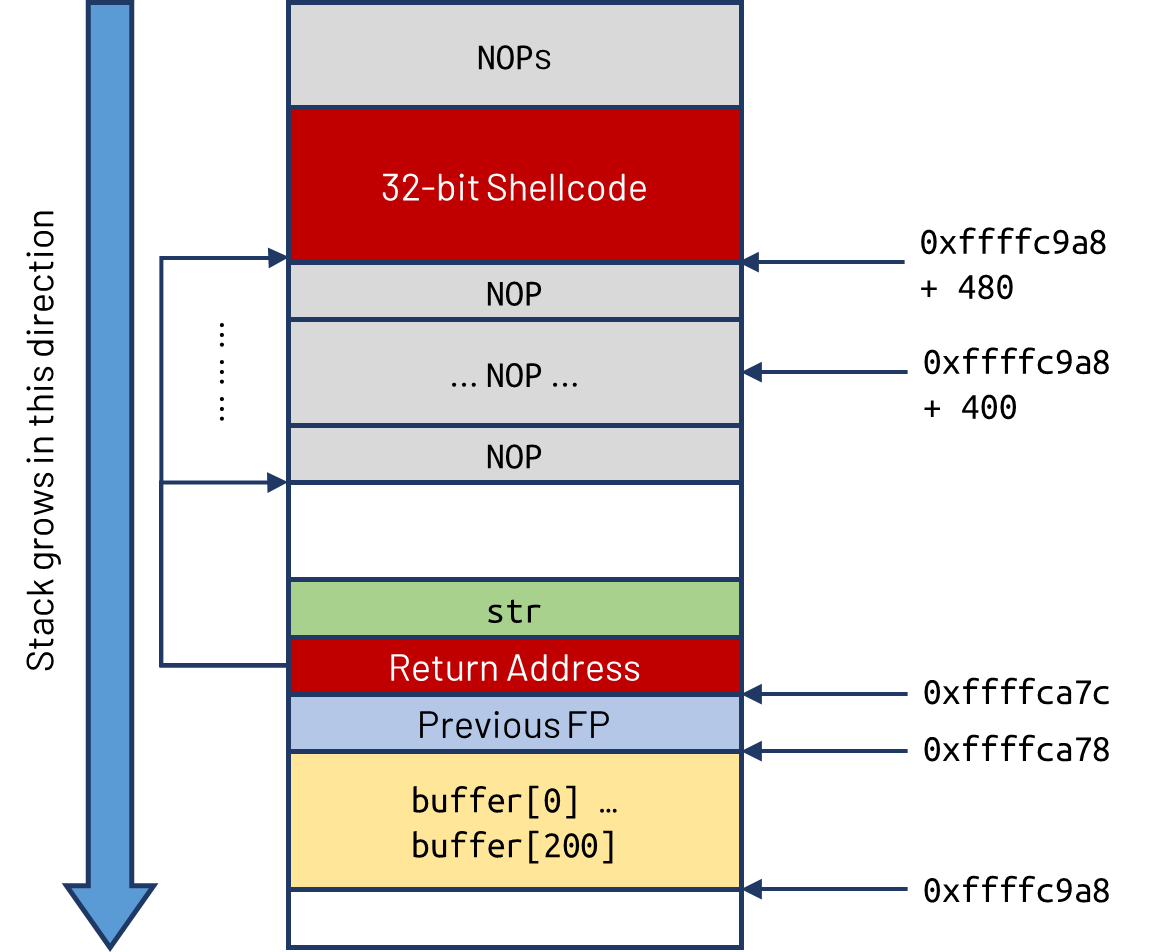 Stack grows in this direction
NOPs
32-bit Shellcode
0xffffc9a8
+ 480
NOP
0xffffc9a8
+ 400
... NOP ...
NOP
str
Return Address
0xffffca7c
Previous FP
0xffffca78
buffer[0] …
buffer[200]
0xffffc9a8